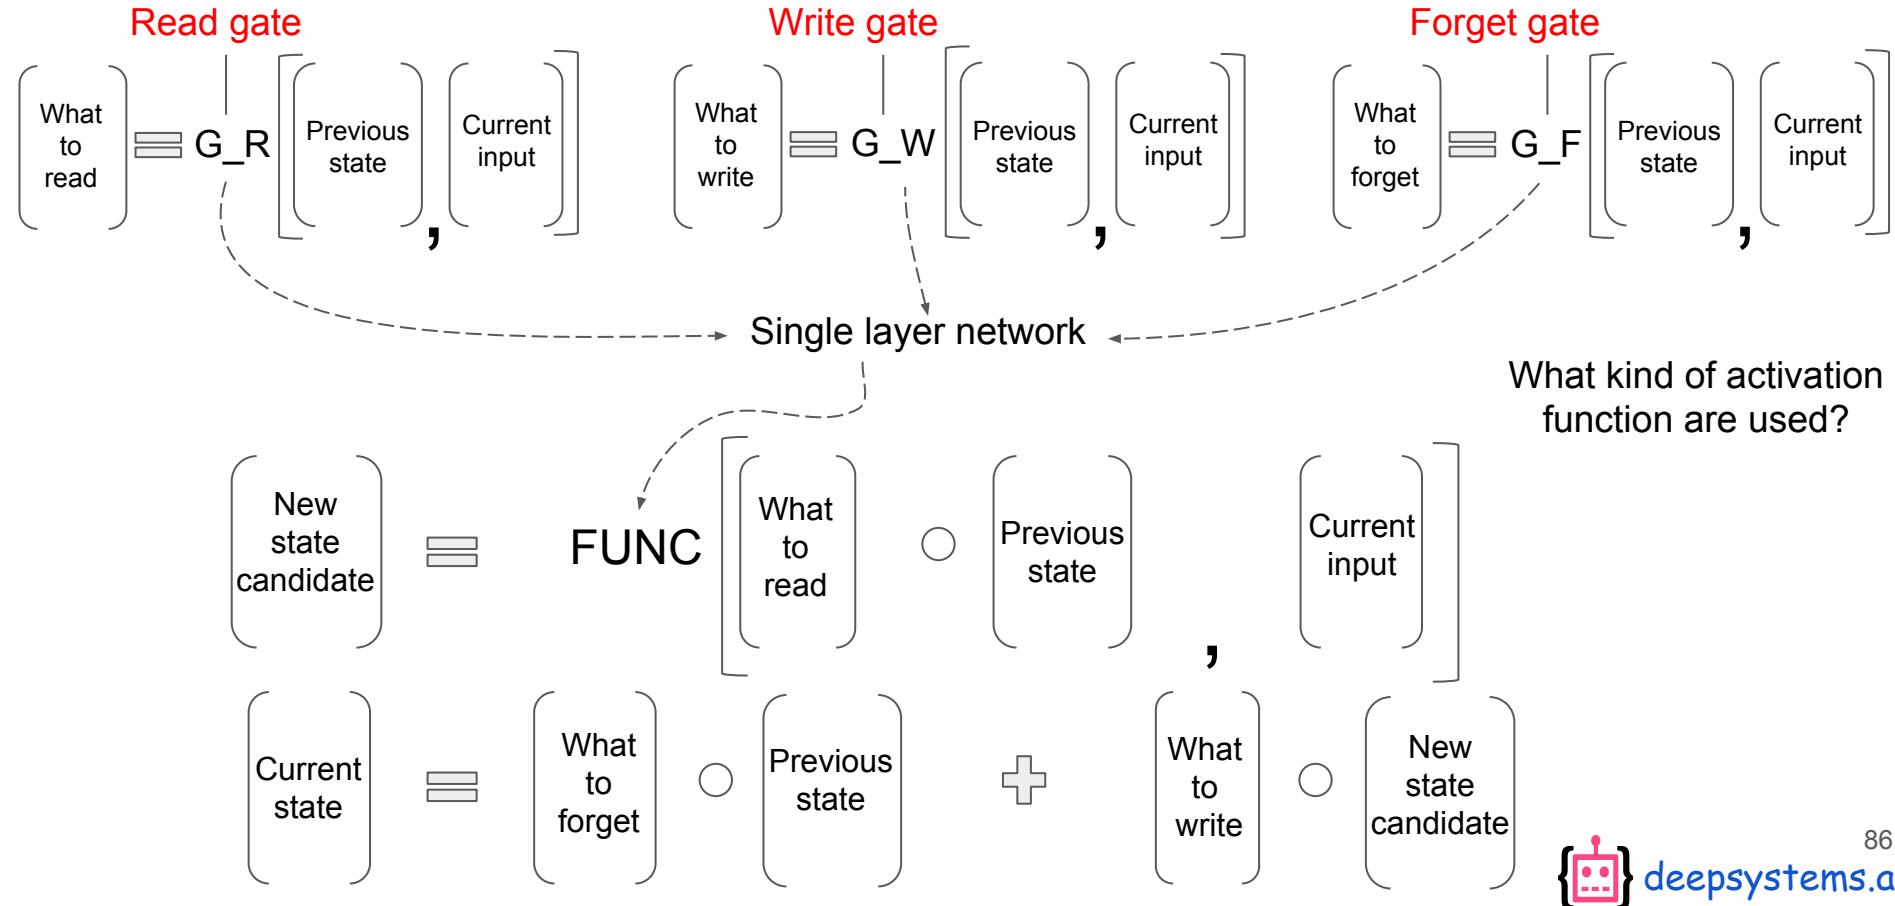 Read gate
Write gate
Forget gate
What
to
read
G_R
Previous
state
,
Current
input
What
to
write
G_W
Previous
state
,
Current
input
What
to
forget
G_F
Previous
state
,
Current
input
Single layer network
What kind of activation
function are used?
New
state
candidate
=
FUNC
What
to
read
Previous
state
,
Current
input
Current
state
=
What
to
forget
Previous
state
+
What
to
write
New
state
candidate
86
deepsystems.a